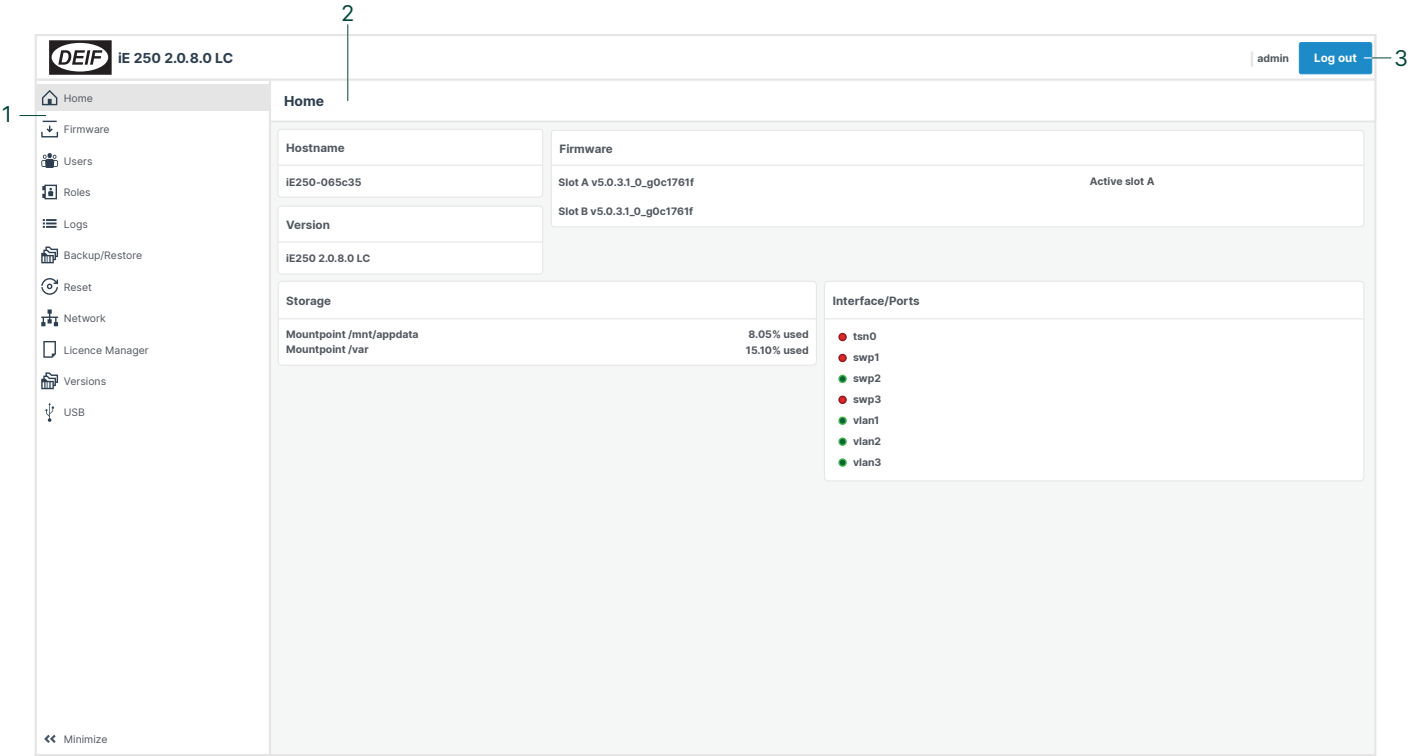 2
DEIF iE 250 2.0.8.0 LC
admin
Log out
3
1
Home
Firmware
Users
Roles
Logs
Backup/Restore
Reset
Network
Licence Manager
Versions
USB
Minimize
Home
Hostname
iE250-065c35
Version
iE250 2.0.8.0 LC
Firmware
Slot A v5.0.3.1_0_g0c1761f Active slot A
Slot B v5.0.3.1_0_g0c1761f
Storage
Mountpoint /mnt/appdata 8.05% used
Mountpoint /var 15.10% used
Interface/Ports
tsn0
swp1
swp2
swp3
vlan1
vlan2
vlan3